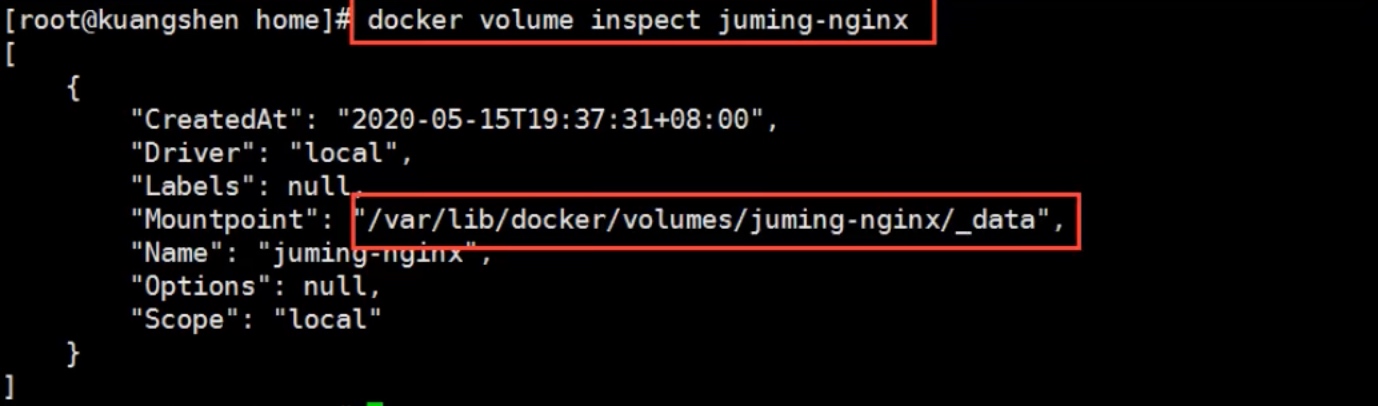 [root@kuangshen home]# docker volume inspect juming-nginx
[
    {
        "CreatedAt": "2020-05-15T19:37:31+08:00",
        "Driver": "local",
        "Labels": null,
        "Mountpoint": "/var/lib/docker/volumes/juming-nginx/_data",
        "Name": "juming-nginx",
        "Options": null,
        "Scope": "local"
    }
]